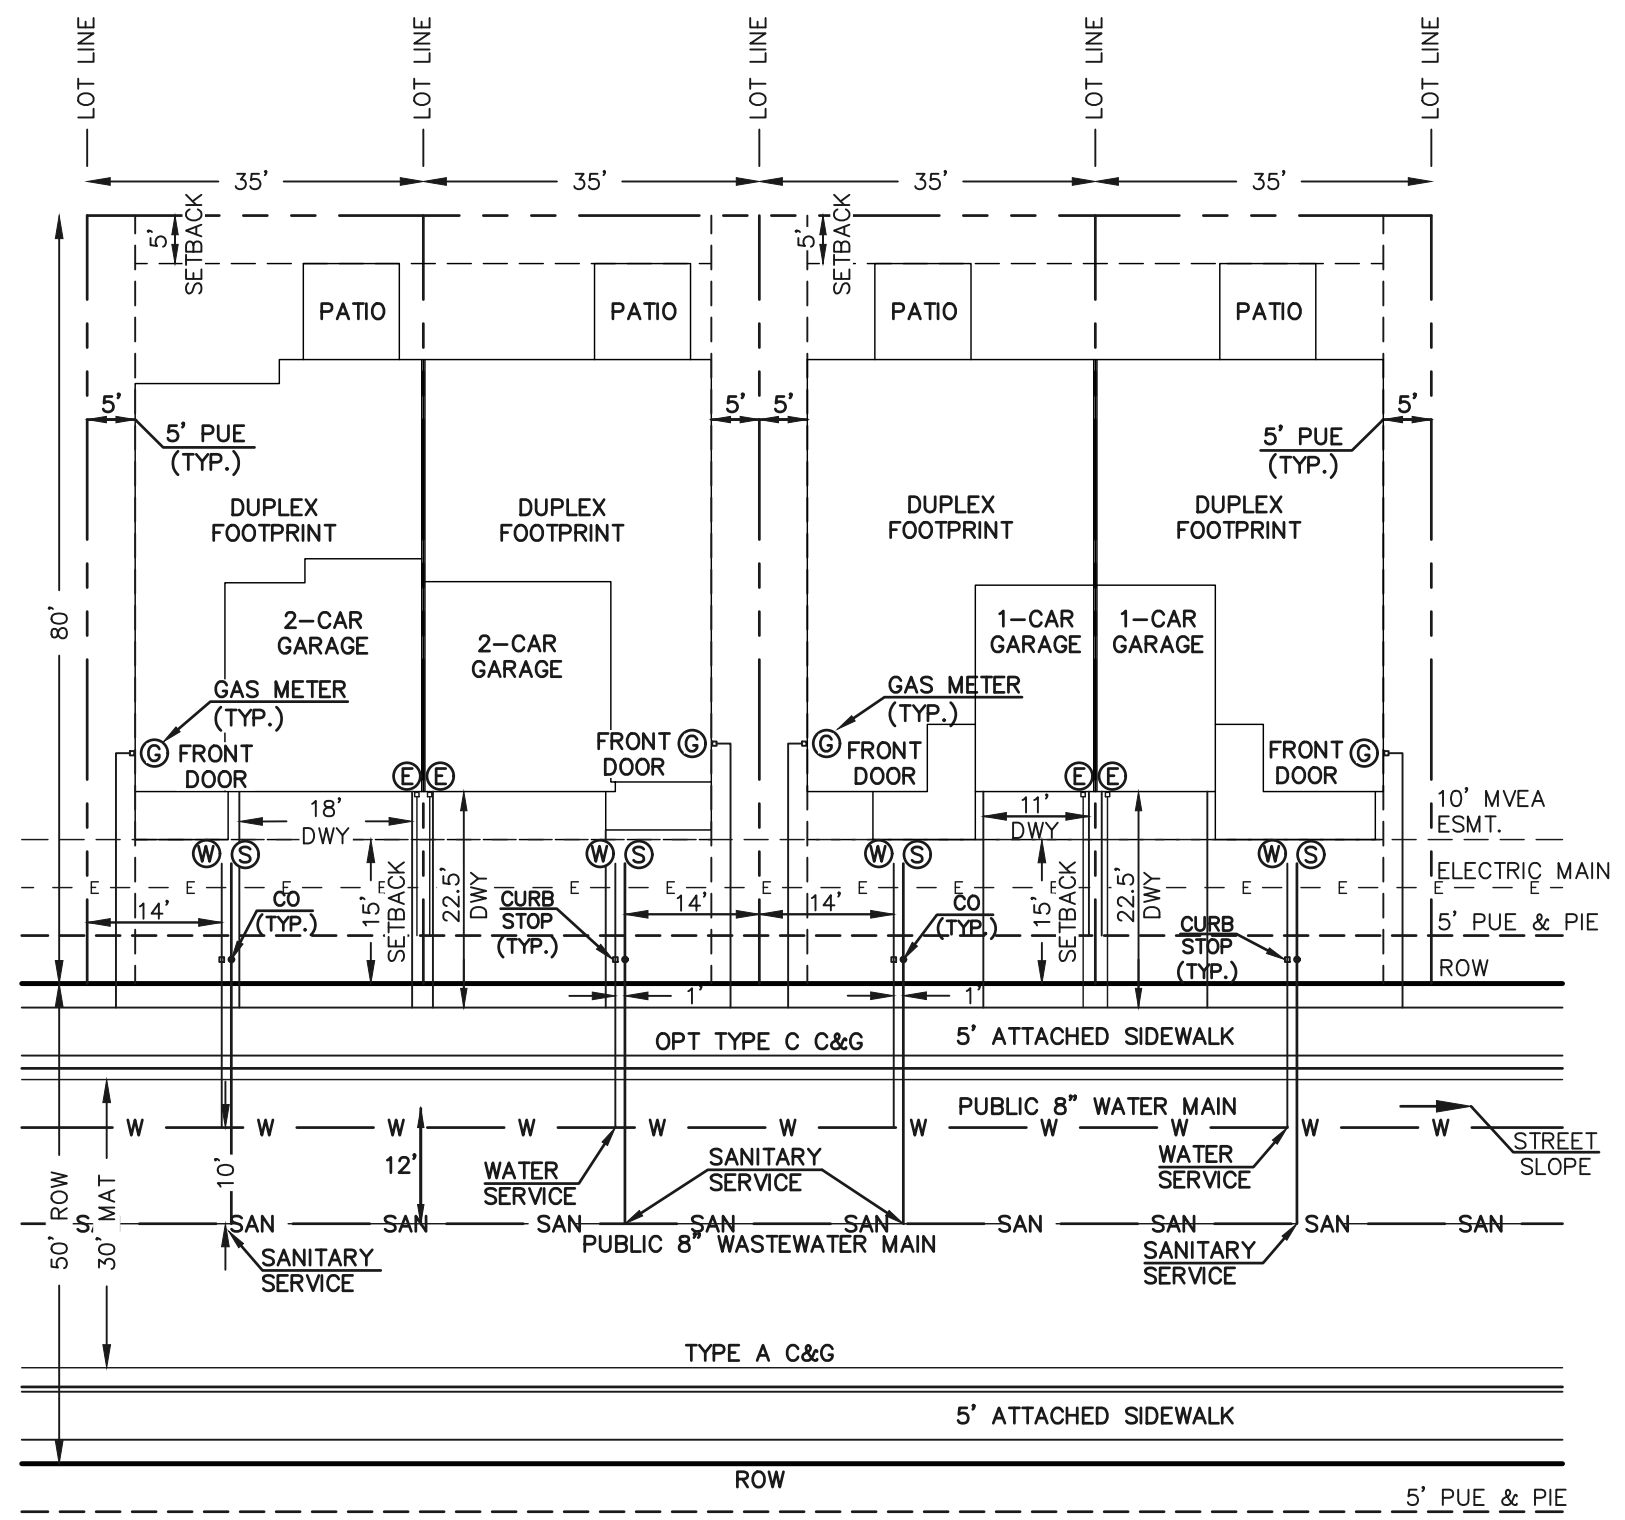 LOT LINE
LOT LINE
LOT LINE
LOT LINE
LOT LINE
35'
35'
35'
35'
5'
SETBACK
5'
SETBACK
PATIO
PATIO
PATIO
PATIO
5'
5'
5'
5'
5' PUE
(TYP.)
5' PUE
(TYP.)
DUPLEX
FOOTPRINT
DUPLEX
FOOTPRINT
DUPLEX
FOOTPRINT
DUPLEX
FOOTPRINT
80'
2-CAR
GARAGE
2-CAR
GARAGE
1-CAR
GARAGE
1-CAR
GARAGE
GAS METER
(TYP.)
GAS METER
(TYP.)
G
FRONT
DOOR
FRONT
DOOR
G
G
FRONT
DOOR
FRONT
DOOR
G
E
E
E
E
18'
DWY
11'
DWY
10' MVEA
ESMT.
W
S
W
S
W
S
W
S
15'
SETBACK
22.5'
DWY
15'
SETBACK
22.5'
DWY
ELECTRIC MAIN
E E E E E E E E E E E E E E E E
14'
CO
(TYP.)
CURB
STOP
(TYP.)
14'
14'
CO
(TYP.)
CURB
STOP
(TYP.)
5' PUE & PIE
ROW
1'
1'
OPT TYPE C C&G
5' ATTACHED SIDEWALK
PUBLIC 8" WATER MAIN
W W W W W W W W W W W
STREET
SLOPE
10'
12'
WATER
SERVICE
SANITARY
SERVICE
WATER
SERVICE
50' ROW
30' MAT
S SAN SAN SAN SAN SAN SAN SAN SAN SAN
PUBLIC 8" WASTEWATER MAIN
SANITARY
SERVICE
SANITARY
SERVICE
TYPE A C&G
5' ATTACHED SIDEWALK
ROW
5' PUE & PIE